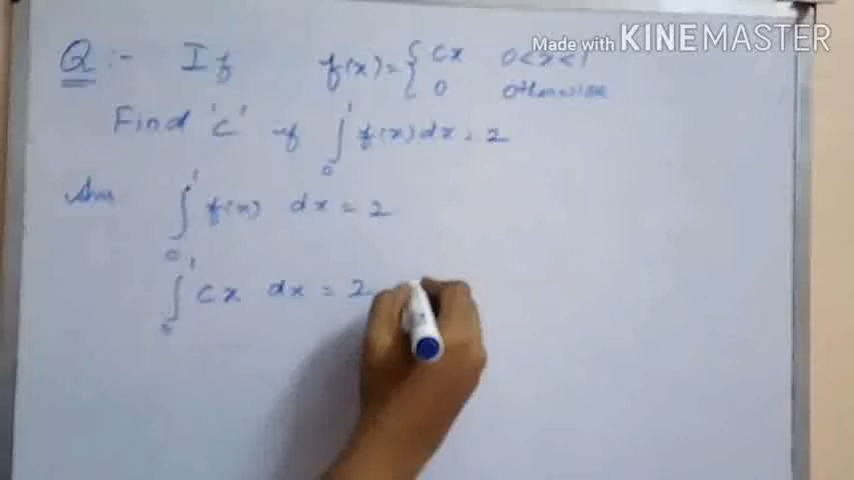 Made with KINEMASTER
Q:- If f(x) = { cx 0<x<1
0 otherwise
Find 'c' if ∫₀¹ f(x) dx = 2
Ans ∫₀¹ f(x) dx = 2
∫₀¹ cx dx = 2